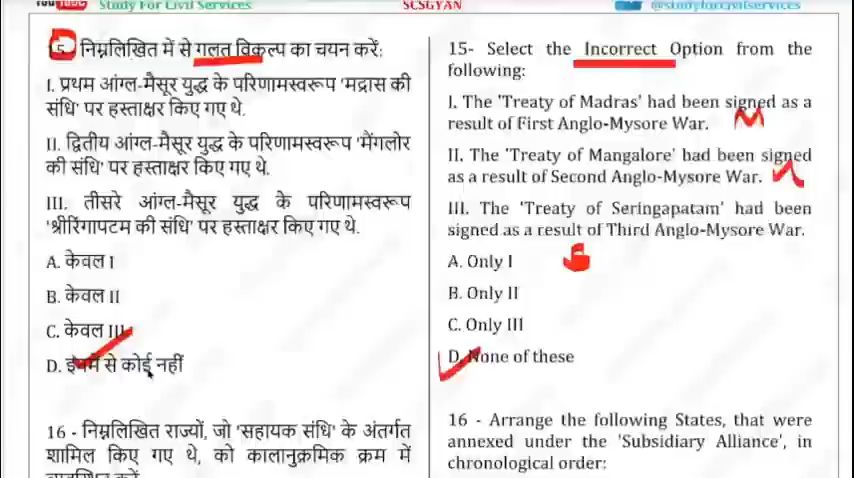 YouTube Study For Civil Services
SCSGYAN
@studyforcivilservices
15- निम्नलिखित में से गलत विकल्प का चयन करें:
I. प्रथम आंग्ल-मैसूर युद्ध के परिणामस्वरूप 'मद्रास की
संधि' पर हस्ताक्षर किए गए थे.
II. द्वितीय आंग्ल-मैसूर युद्ध के परिणामस्वरूप 'मैंगलोर
की संधि' पर हस्ताक्षर किए गए थे.
III. तीसरे आंग्ल-मैसूर युद्ध के परिणामस्वरूप
'श्रीरिंगापटम की संधि' पर हस्ताक्षर किए गए थे.
A. केवल I
B. केवल II
C. केवल III
D. इनमें से कोई नहीं
16 - निम्नलिखित राज्यों, जो 'सहायक संधि' के अंतर्गत
शामिल किए गए थे, को कालानुक्रमिक क्रम में
15- Select the Incorrect Option from the
following:
I. The 'Treaty of Madras' had been signed as a
result of First Anglo-Mysore War.
II. The 'Treaty of Mangalore' had been signed
as a result of Second Anglo-Mysore War.
III. The 'Treaty of Seringapatam' had been
signed as a result of Third Anglo-Mysore War.
A. Only I
B. Only II
C. Only III
D. None of these
16 - Arrange the following States, that were
annexed under the 'Subsidiary Alliance', in
chronological order: